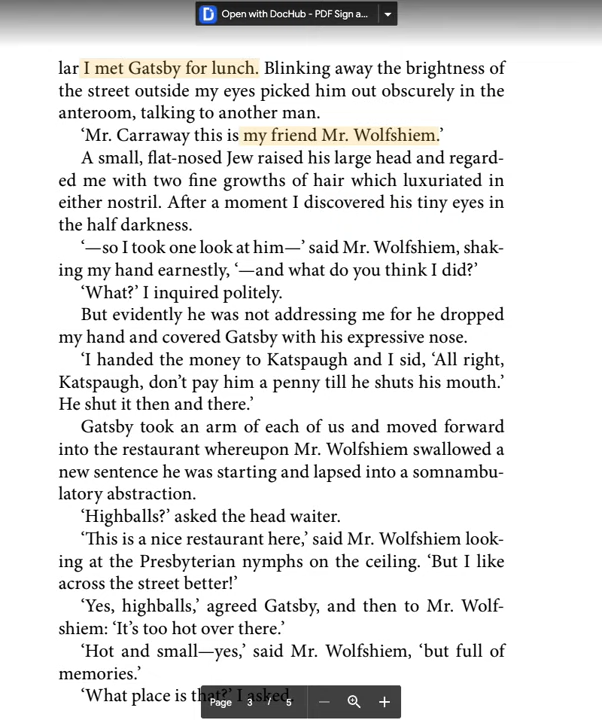 Open with DocHub - PDF Sign a...
lar I met Gatsby for lunch. Blinking away the brightness of
the street outside my eyes picked him out obscurely in the
anteroom, talking to another man.
‘Mr. Carraway this is my friend Mr. Wolfshiem.’
A small, flat-nosed Jew raised his large head and regard-
ed me with two fine growths of hair which luxuriated in
either nostril. After a moment I discovered his tiny eyes in
the half darkness.
‘—so I took one look at him—’ said Mr. Wolfshiem, shak-
ing my hand earnestly, ‘—and what do you think I did?’
‘What?’ I inquired politely.
But evidently he was not addressing me for he dropped
my hand and covered Gatsby with his expressive nose.
‘I handed the money to Katspaugh and I sid, ‘All right,
Katspaugh, don’t pay him a penny till he shuts his mouth.’
He shut it then and there.’
Gatsby took an arm of each of us and moved forward
into the restaurant whereupon Mr. Wolfshiem swallowed a
new sentence he was starting and lapsed into a somnambu-
latory abstraction.
‘Highballs?’ asked the head waiter.
‘This is a nice restaurant here,’ said Mr. Wolfshiem look-
ing at the Presbyterian nymphs on the ceiling. ‘But I like
across the street better!’
‘Yes, highballs,’ agreed Gatsby, and then to Mr. Wolf-
shiem: ‘It’s too hot over there.’
‘Hot and small—yes,’ said Mr. Wolfshiem, ‘but full of
memories.’
‘What place is that?’ I asked.
Page 3 / 5